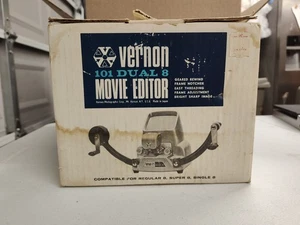 vernon
101 DUAL 8
MOVIE EDITOR
GEARED REWIND
FRAME NOTCHER
EASY THREADING
FRAME ADJUSTMENT
BRIGHT SHARP IMAGE
COMPATIBLE FOR REGULAR 8, SUPER 8, SINGLE 8